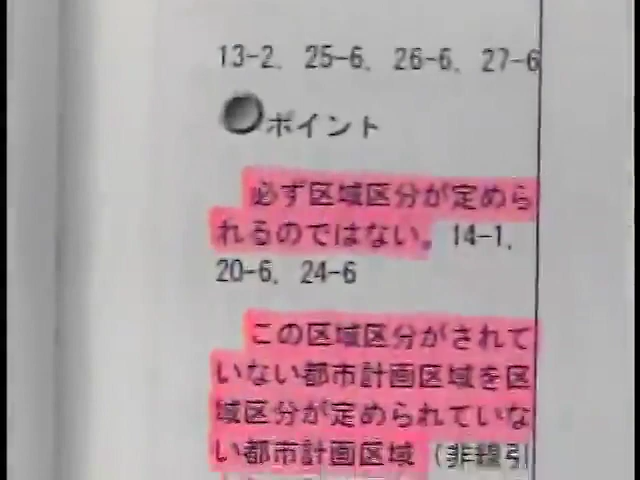 13-2, 25-6, 26-6, 27-6
ポイント
必ず区域区分が定めら
れるのではない。14-1,
20-6, 24-6
この区域区分がされて
いない都市計画区域を区
域区分が定められていな
い都市計画区域（非線引